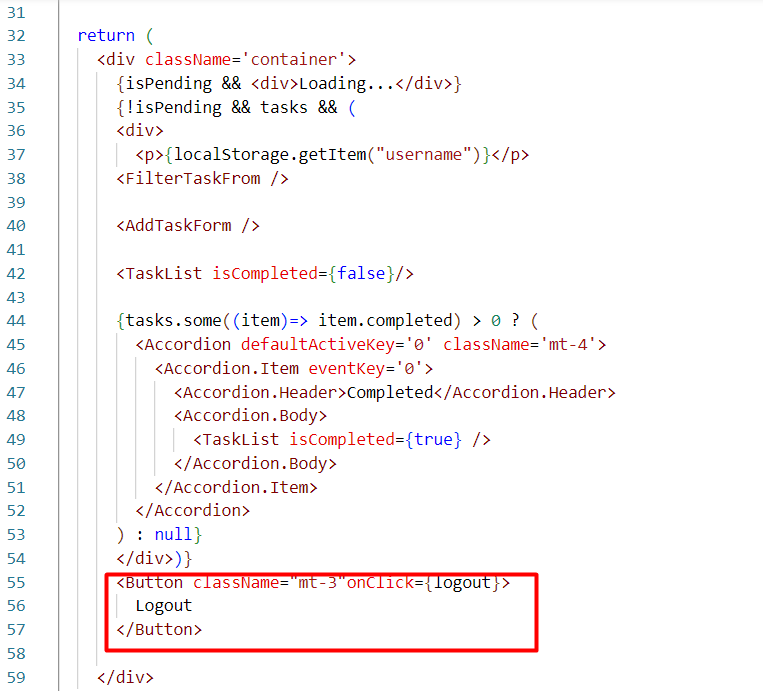 31
32 return (
33 <div className='container'>
34 {isPending && <div>Loading...</div>}
35 {!isPending && tasks && (
36 <div>
37 <p>{localStorage.getItem("username")}</p>
38 <FilterTaskFrom />
39
40 <AddTaskForm />
41
42 <TaskList isCompleted={false}/>
43
44 {tasks.some((item)=> item.completed) > 0 ? (
45 <Accordion defaultActiveKey='0' className='mt-4'>
46 <Accordion.Item eventKey='0'>
47 <Accordion.Header>Completed</Accordion.Header>
48 <Accordion.Body>
49 <TaskList isCompleted={true} />
50 </Accordion.Body>
51 </Accordion.Item>
52 </Accordion>
53 ) : null}
54 </div>)}
55 <Button className="mt-3"onClick={logout}>
56 Logout
57 </Button>
58
59 </div>